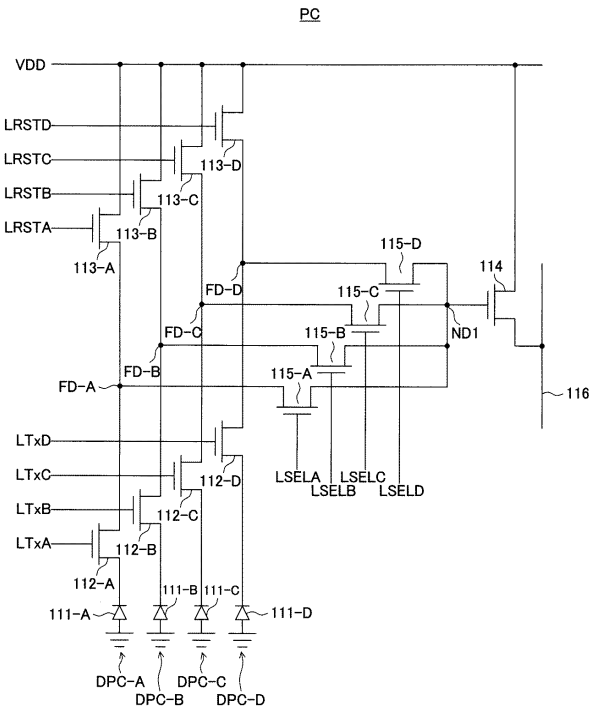 PC
VDD
LRSTD
113-D
LRSTC
113-C
LRSTB
113-B
LRSTA
113-A
115-D
114
FD-D
115-C
FD-C
ND1
115-B
FD-B
115-A
FD-A
116
LTxD
112-D
LSELA
LSELB
LSELC
LSELD
LTxC
112-C
LTxB
112-B
LTxA
112-A
111-A
111-B
111-C
111-D
DPC-A
DPC-B
DPC-C
DPC-D